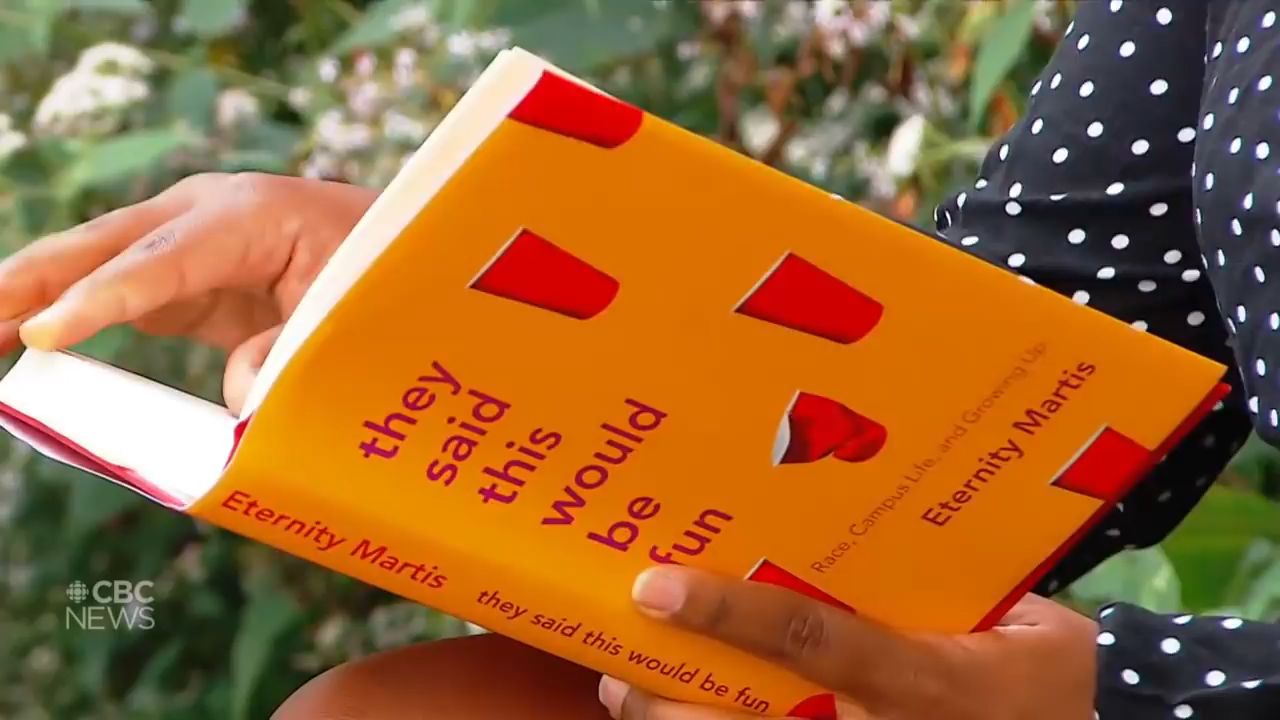 they
said
this
would
be
fun
Race, Campus Life, and Growing Up
Eternity Martis
Eternity Martis they said this would be fun
CBC
NEWS